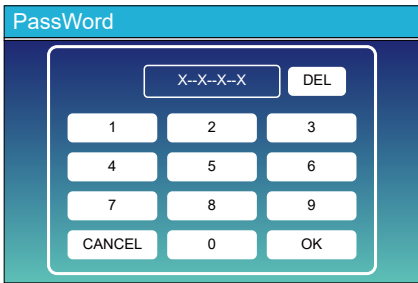 PassWord
X--X--X--X DEL
1 2 3
4 5 6
7 8 9
CANCEL 0 OK